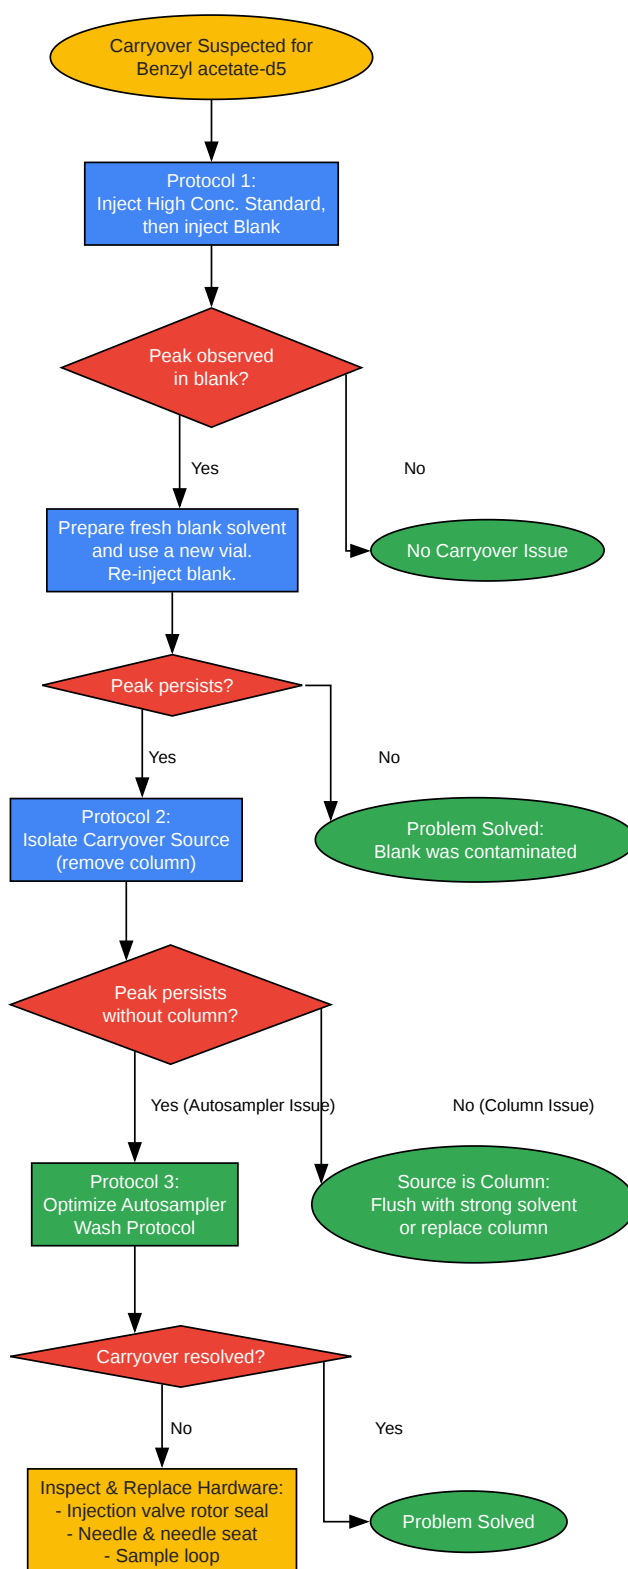 Carryover Suspected for
Benzyl acetate-d5
Protocol 1:
Inject High Conc. Standard,
then inject Blank
Peak observed
in blank?
Yes
No
Prepare fresh blank solvent
and use a new vial.
Re-inject blank.
No Carryover Issue
Peak persists?
Yes
No
Protocol 2:
Isolate Carryover Source
(remove column)
Problem Solved:
Blank was contaminated
Peak persists
without column?
Yes (Autosampler Issue)
No (Column Issue)
Protocol 3:
Optimize Autosampler
Wash Protocol
Source is Column:
Flush with strong solvent
or replace column
Carryover resolved?
No
Yes
Inspect & Replace Hardware:
- Injection valve rotor seal
- Needle & needle seat
- Sample loop
Problem Solved